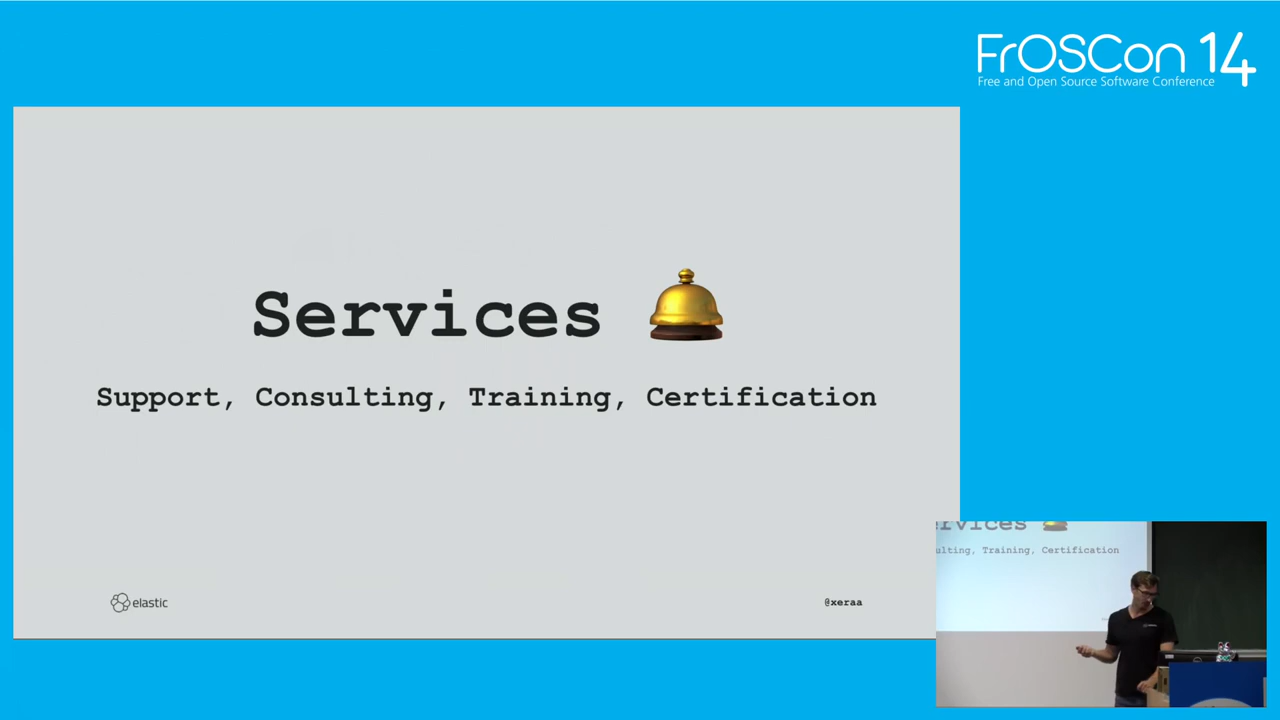 FrOSCon 14
Free and Open Source Software Conference
Services
Support, Consulting, Training, Certification
elastic
@xeraa
ervices
ulting, Training, Certification